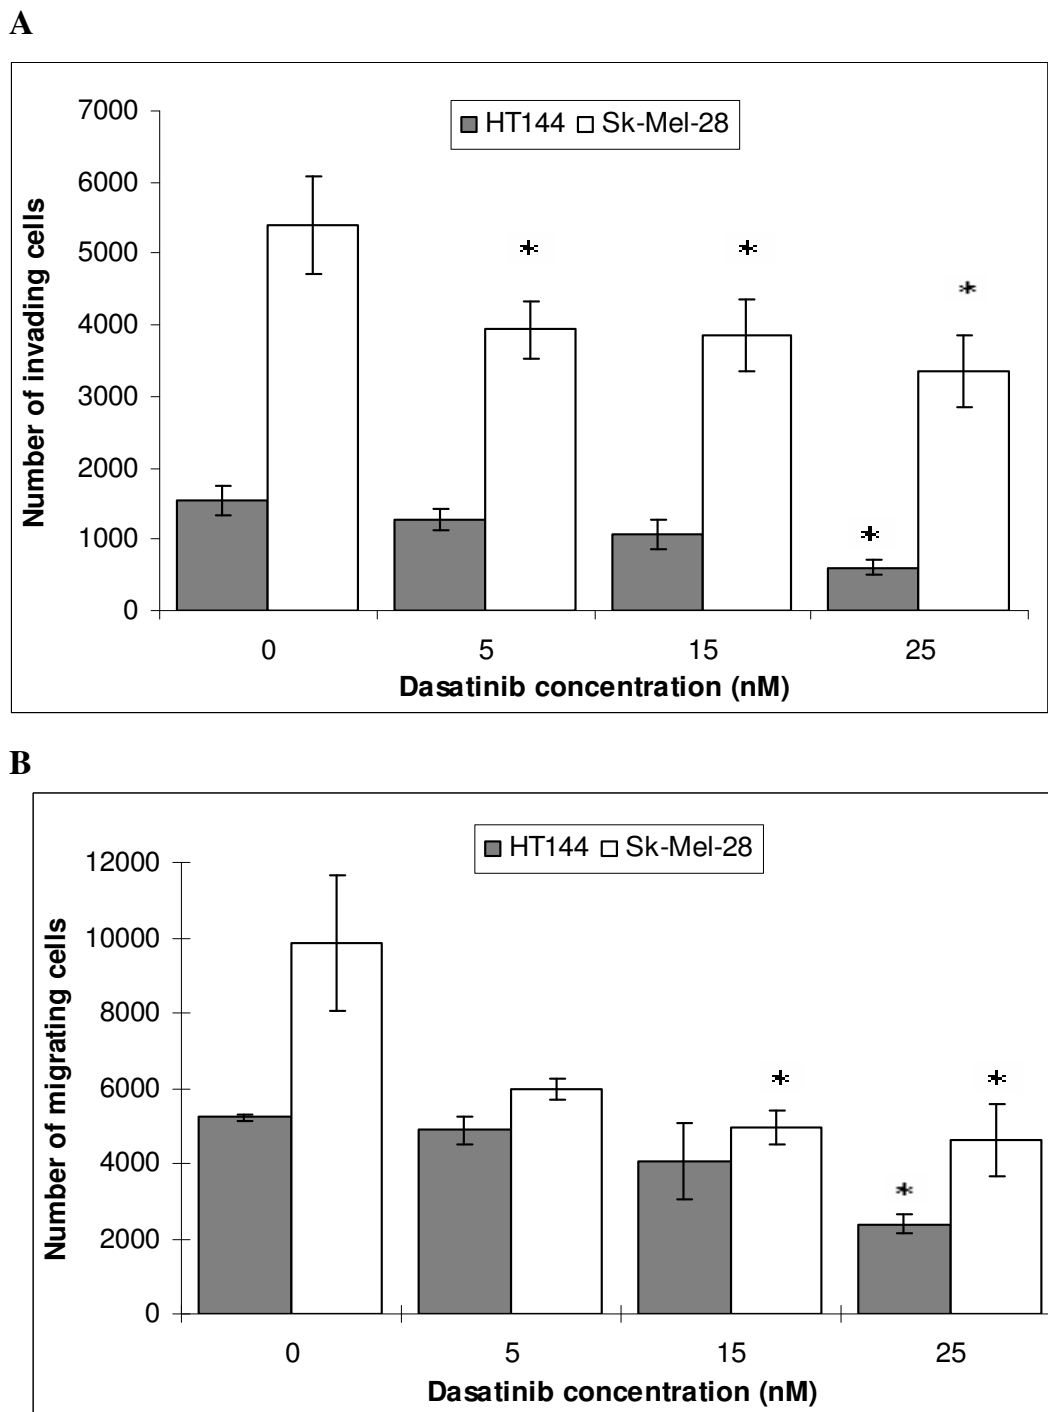 A
7000
6000
5000
4000
3000
2000
1000
0
Number of invading cells
HT144 Sk-Mel-28
* * *
*
0 5 15 25
Dasatinib concentration (nM)
B
12000
10000
8000
6000
4000
2000
0
Number of migrating cells
HT144 Sk-Mel-28
* *
*
0 5 15 25
Dasatinib concentration (nM)